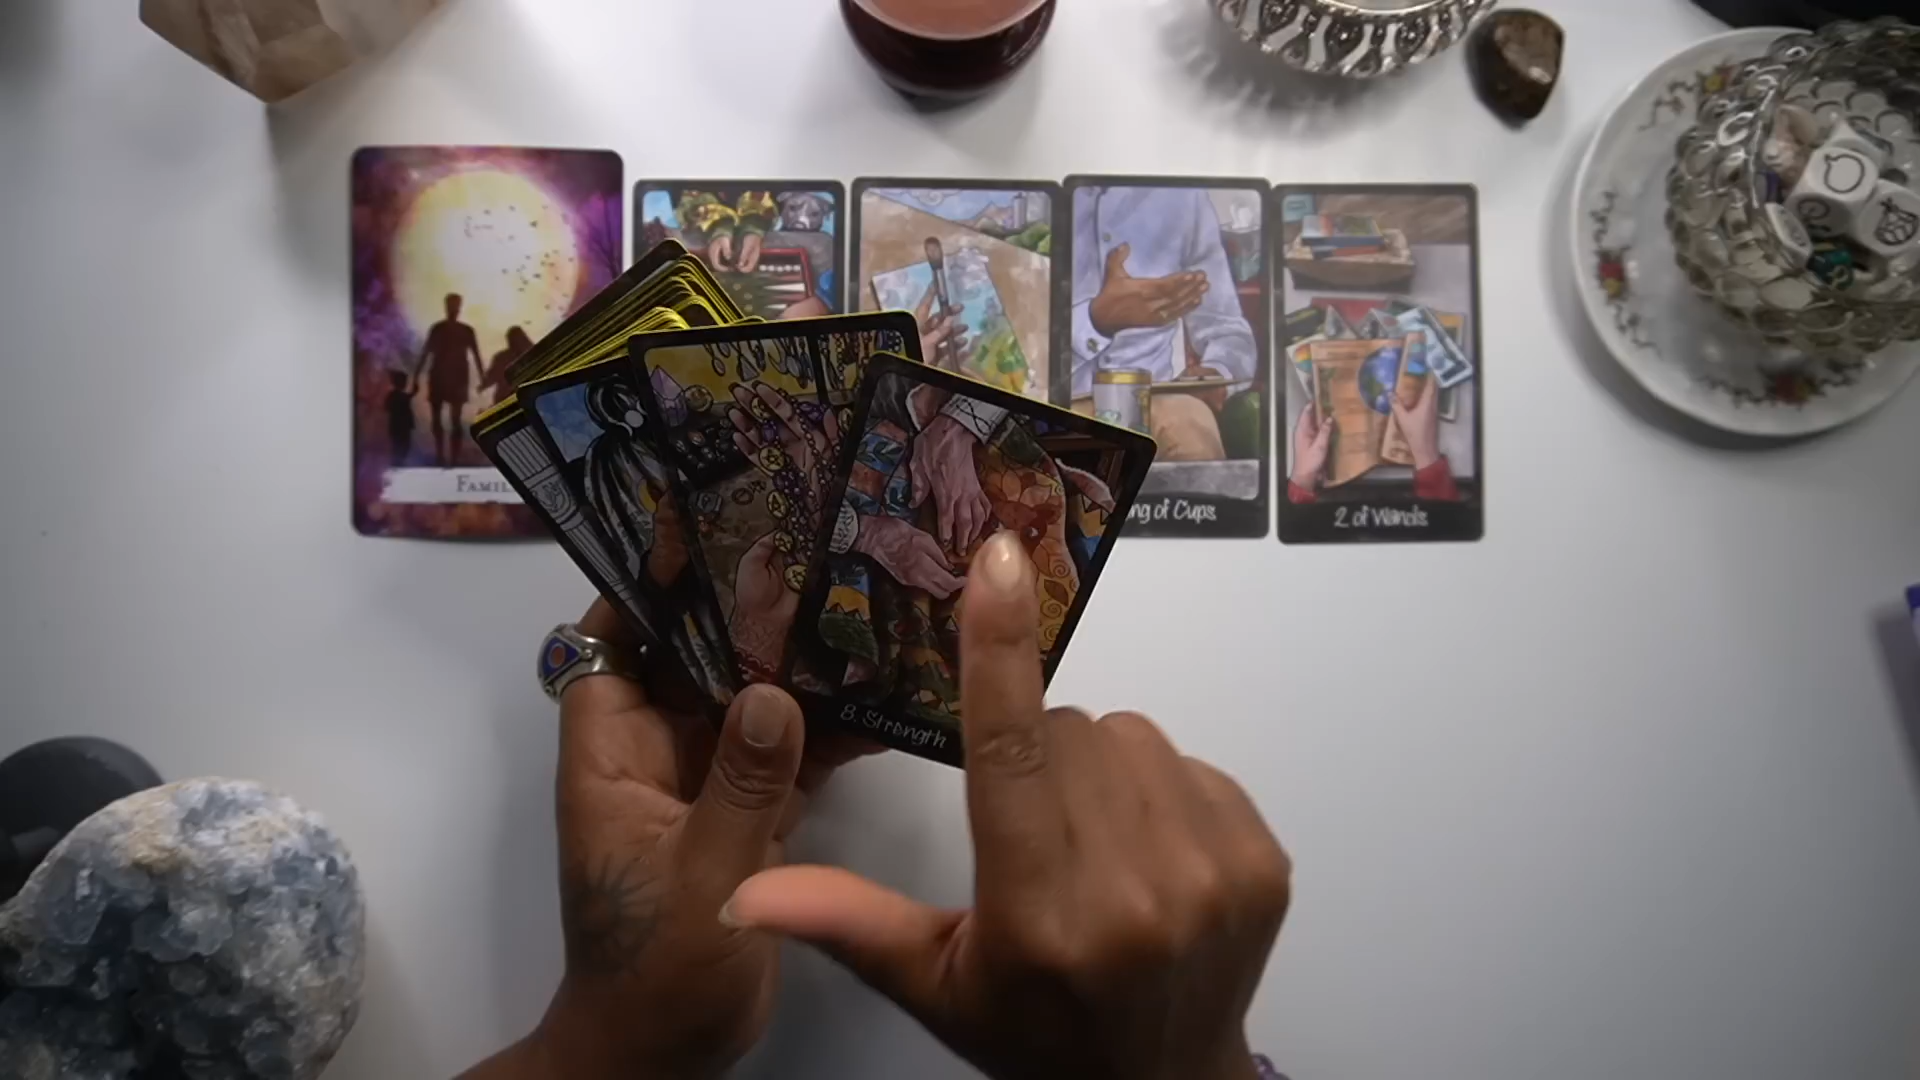 FAMIL
ng of Cups
2 of Wands
8. Strength